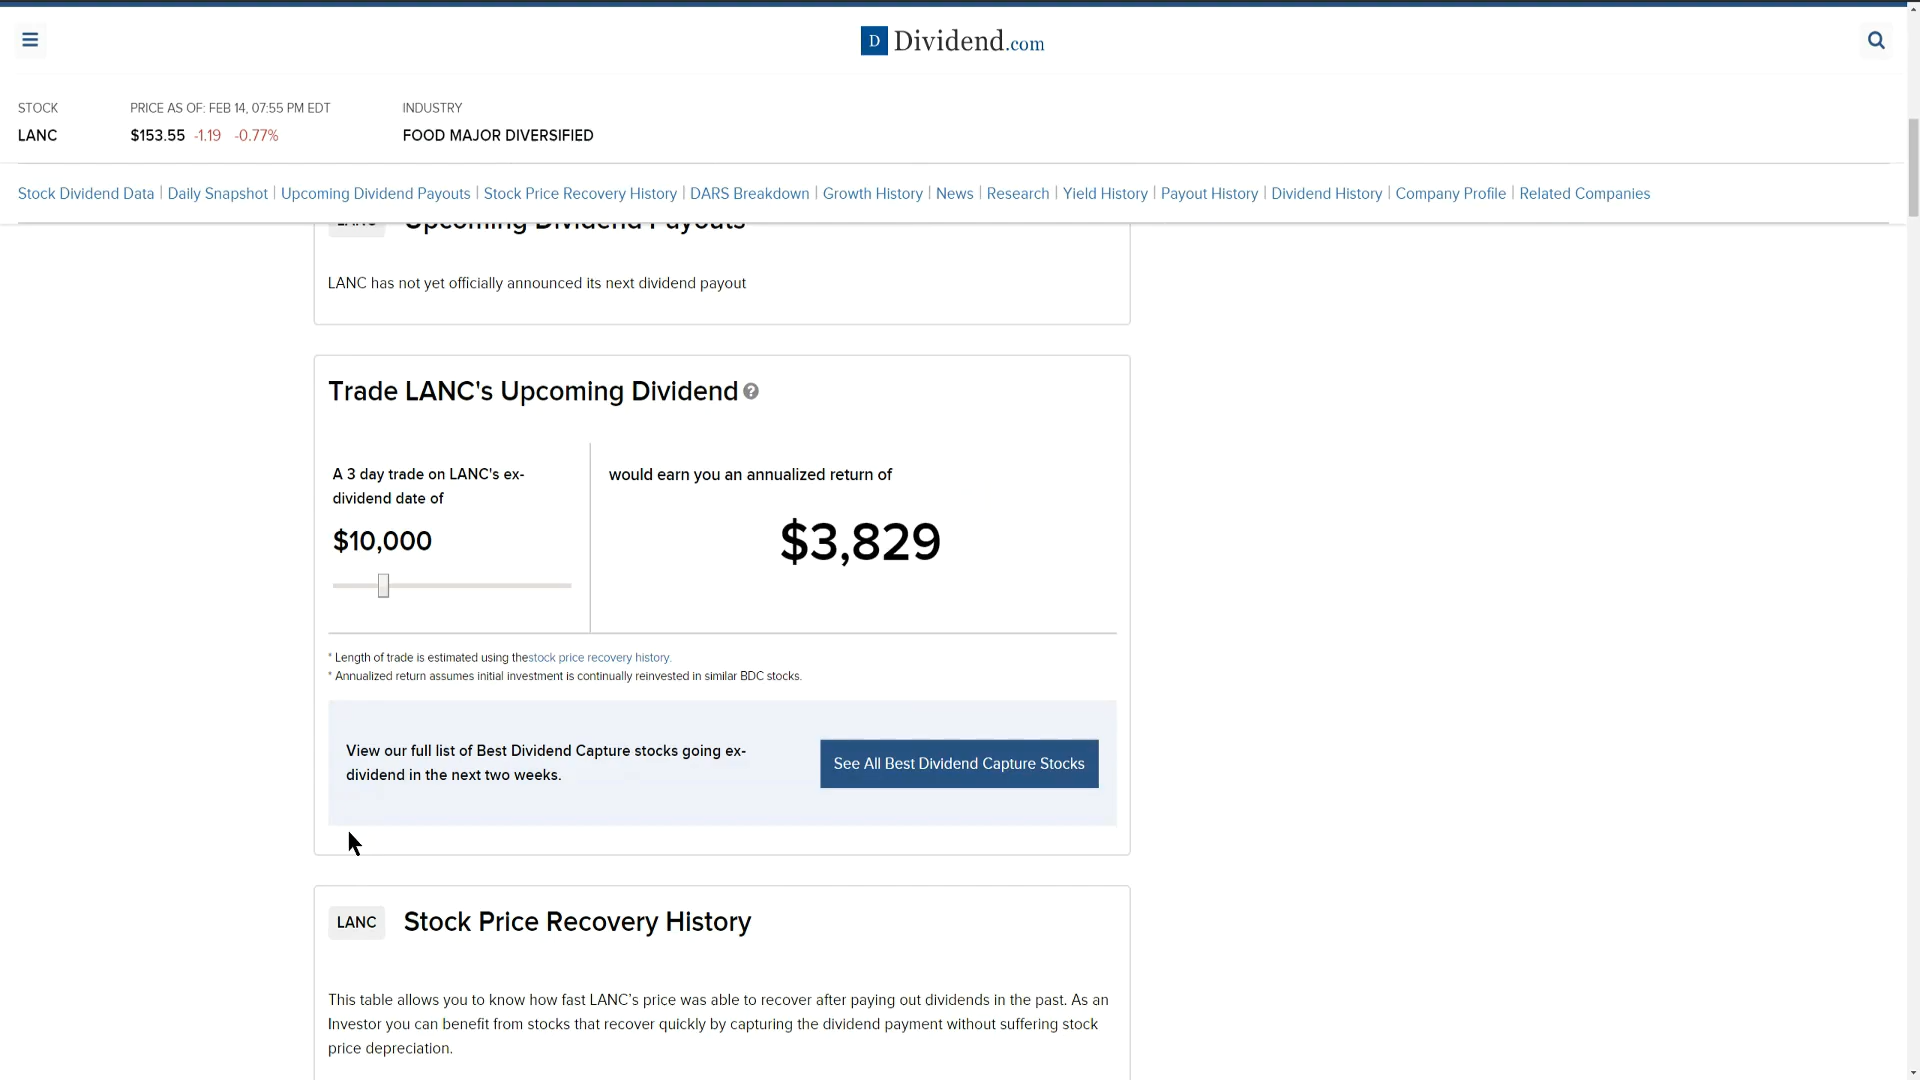 D Dividend.com
STOCK PRICE AS OF: FEB 14, 07:55 PM EDT INDUSTRY
LANC $153.55 -1.19 -0.77% FOOD MAJOR DIVERSIFIED
Stock Dividend Data | Daily Snapshot | Upcoming Dividend Payouts | Stock Price Recovery History | DARS Breakdown | Growth History | News | Research | Yield History | Payout History | Dividend History | Company Profile | Related Companies
LANC Upcoming Dividend Payouts
LANC has not yet officially announced its next dividend payout
Trade LANC's Upcoming Dividend ?
A 3 day trade on LANC's ex-
dividend date of
$10,000
would earn you an annualized return of
$3,829
* Length of trade is estimated using thestock price recovery history.
* Annualized return assumes initial investment is continually reinvested in similar BDC stocks.
View our full list of Best Dividend Capture stocks going ex-
dividend in the next two weeks.
See All Best Dividend Capture Stocks
LANC Stock Price Recovery History
This table allows you to know how fast LANC’s price was able to recover after paying out dividends in the past. As an
Investor you can benefit from stocks that recover quickly by capturing the dividend payment without suffering stock
price depreciation.